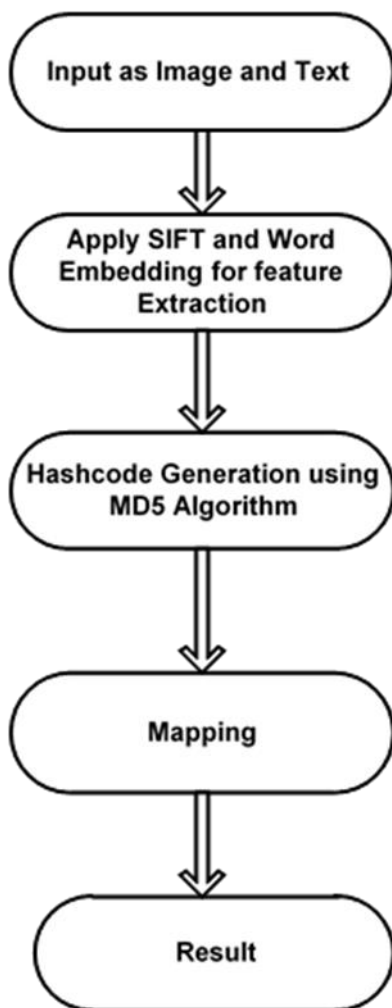 Input as Image and Text
Apply SIFT and Word
Embedding for feature
Extraction
Hashcode Generation using
MD5 Algorithm
Mapping
Result